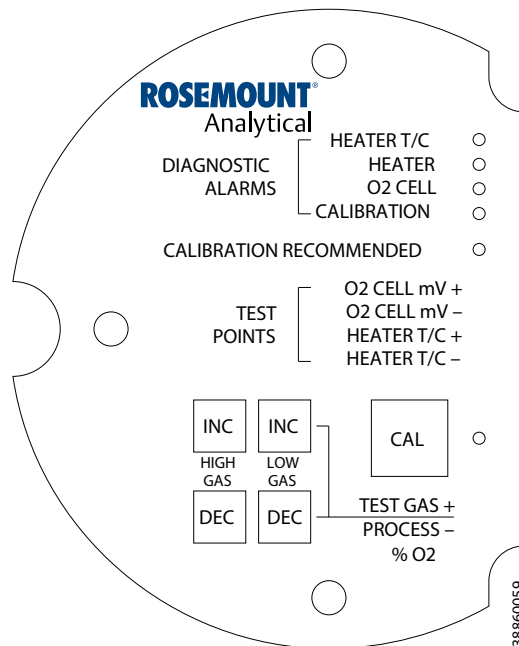 ROSEMOUNT®
Analytical
HEATER T/C
DIAGNOSTIC
ALARMS
HEATER
O2 CELL
CALIBRATION
CALIBRATION RECOMMENDED
TEST
POINTS
O2 CELL mV +
O2 CELL mV –
HEATER T/C +
HEATER T/C –
INC INC
HIGH
GAS
LOW
GAS
DEC DEC
CAL
TEST GAS +
PROCESS –
% O2
38860059